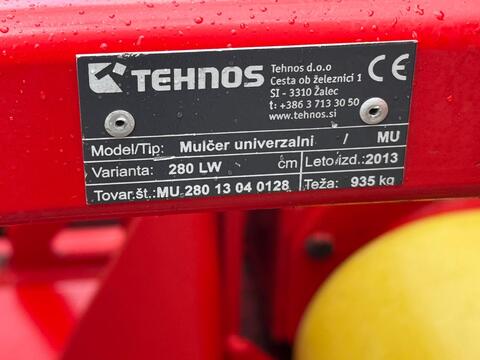 TEHNOS
Tehnos d.o.o
Cesta ob železnici 1
SI - 3310 Žalec
t: +386 3 713 30 50
www.tehnos.si
CE
Model/Tip: Mulčer univerzalni / MU
Varianta: 280 LW cm Leto izd.: 2013
Tovar.št.: MU 280 13 04 0128 Teža: 935 kg